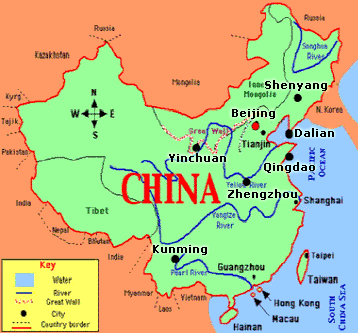 Russia
Russia
Kazakhstan
Songhua
River
Mongolia
Inner
Mongolia
Shenyang
Kyrg
N. Korea
Beijing
N
W E
S
Great Wall
Dalian
Tajik
Tianjin
Yinchuan
Pakistan
Qingdao
PACIFIC
OCEAN
CHINA
Yellow River
Zhengzhou
India
Shanghai
Tibet
Yangtze
River
Nepal
Bhutan
Kunming
India
Taipei
Key
Guangzhou
Pearl River
Taiwan
Water
River
Great Wall
City
Country border
Myanmar
Laos
Vietnam
Hong Kong
Macau
Hainan
SOUTH
CHINA SEA